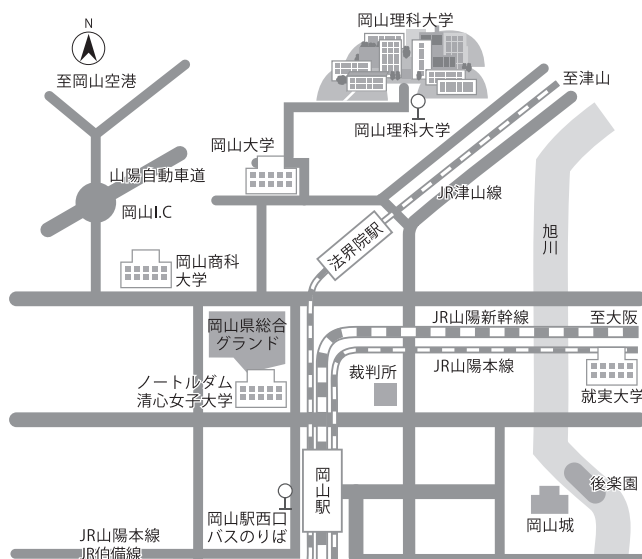 岡山理科大学
N
至岡山空港
至津山
岡山理科大学
岡山大学
山陽自動車道
JR津山線
岡山I.C
旭川
法界院駅
岡山商科
大学
岡山県総合
グランド
JR山陽新幹線
至大阪
裁判所
JR山陽本線
ノートルダム
清心女子大学
就実大学
岡山駅
後楽園
岡山駅西口
バスのりば
岡山城
JR山陽本線
JR伯備線